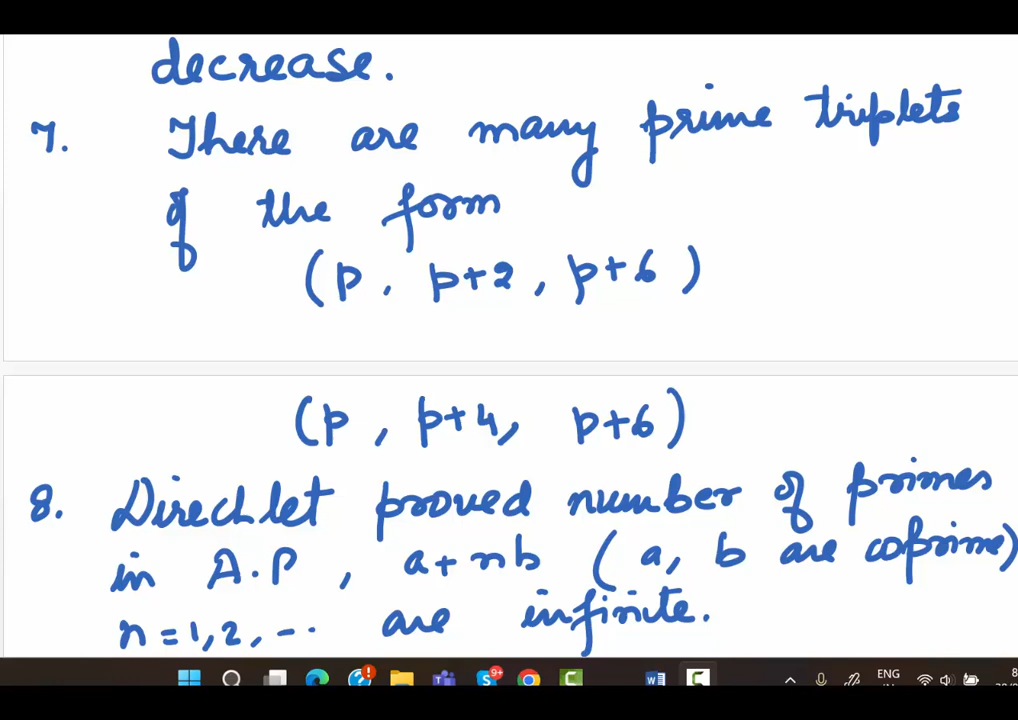 decrease.
7. There are many prime triplets
of the form
(p, p+2, p+6)
(p, p+4, p+6)
8. Direchlet proved number of primes
in A.P, a+nb (a, b are coprime)
n=1,2, --- are infinite.
9+
ENG